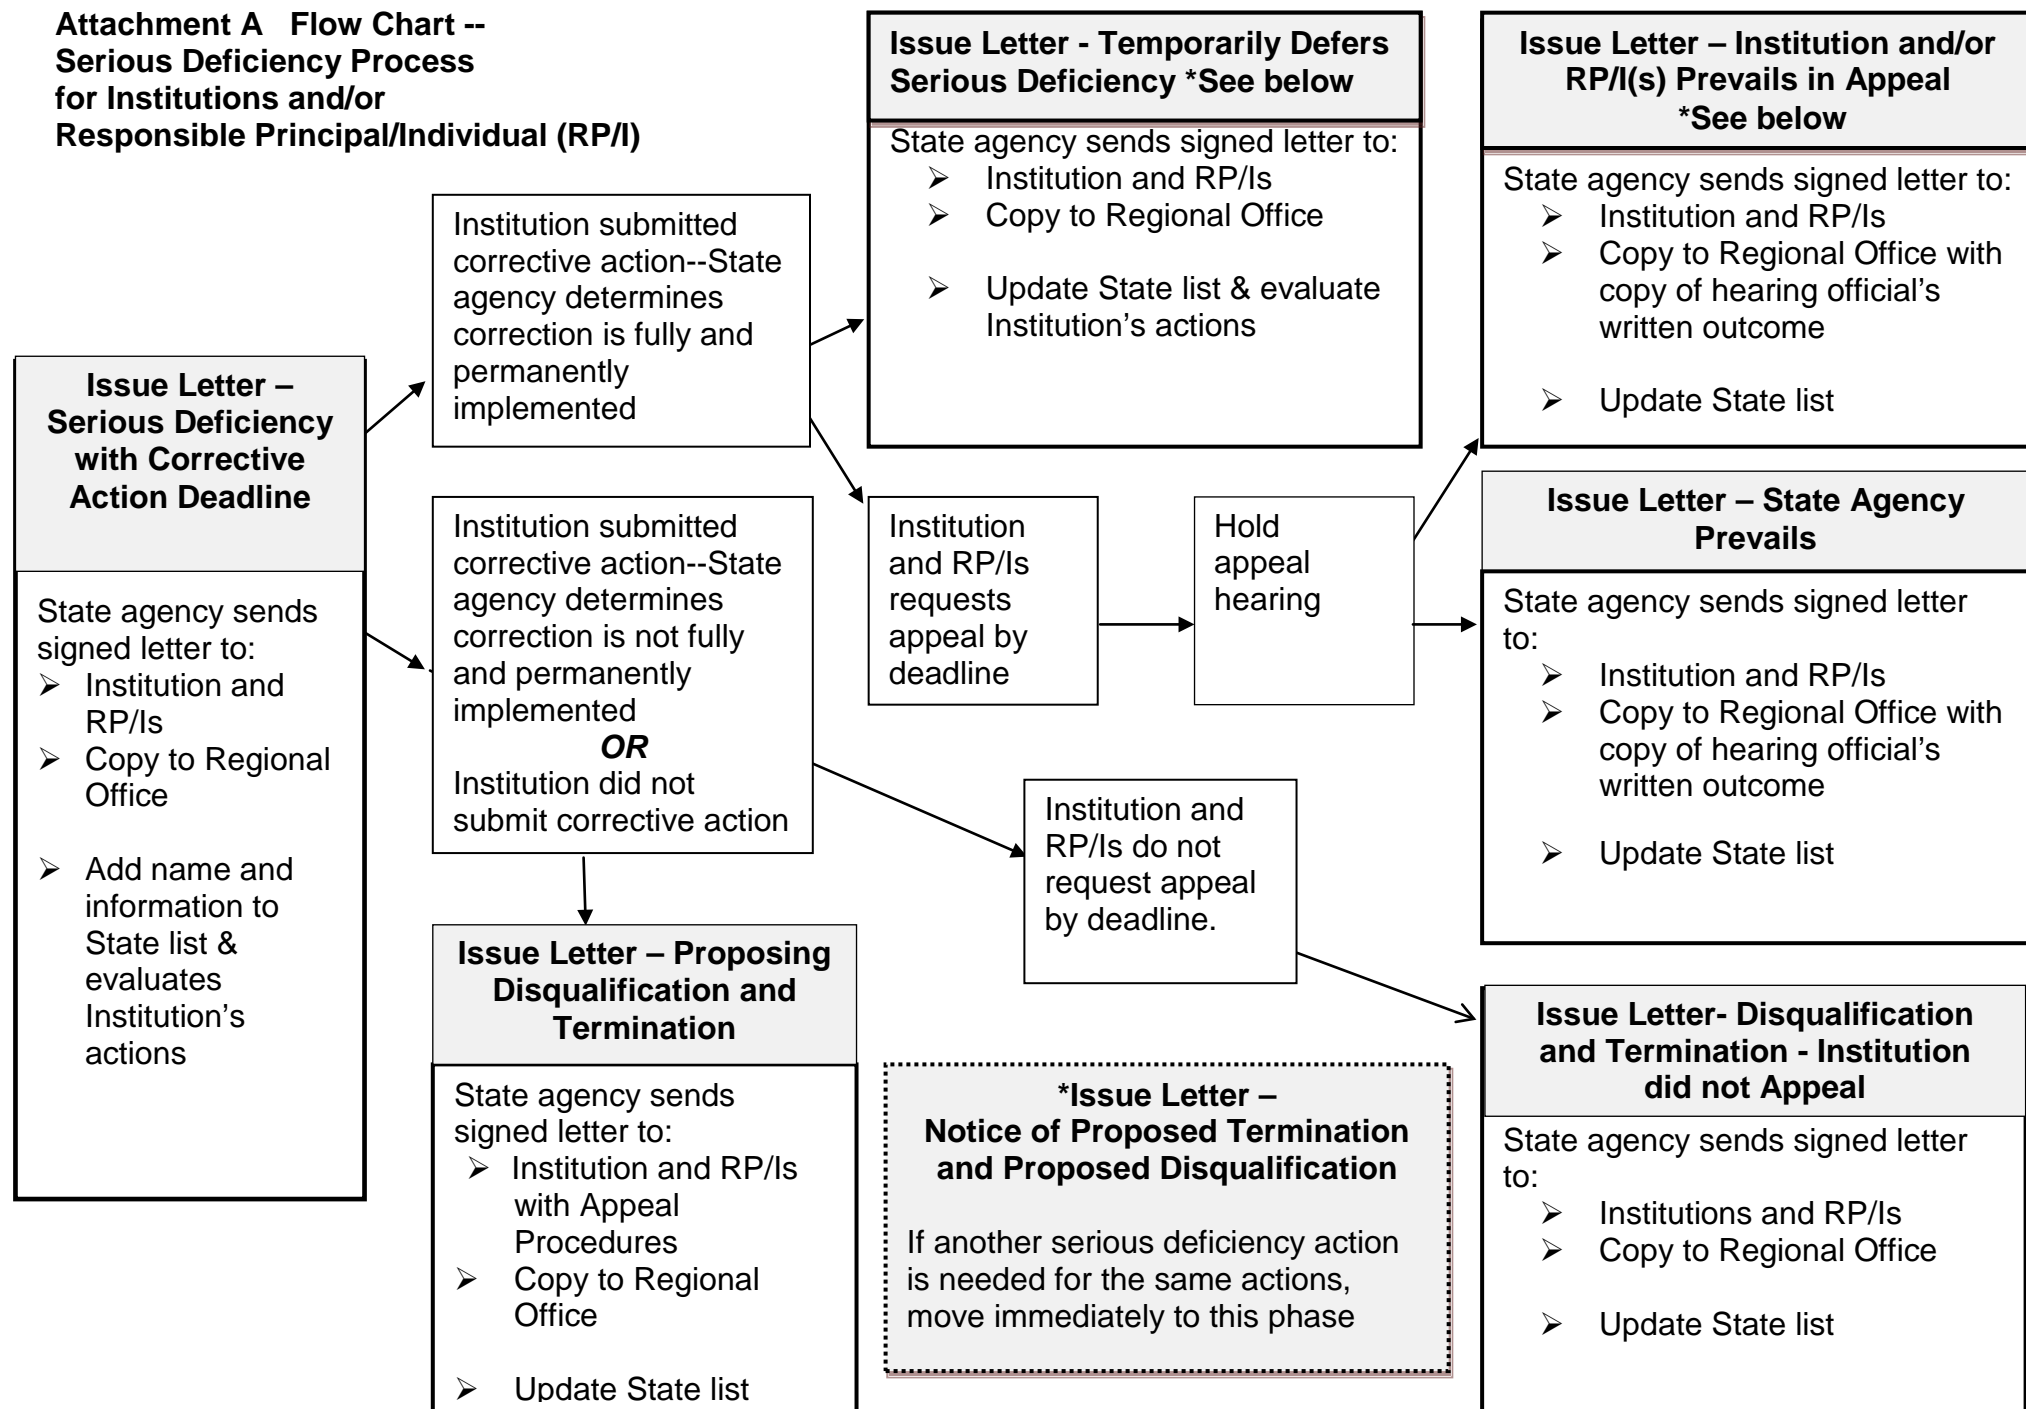 Attachment A   Flow Chart --
Serious Deficiency Process
for Institutions and/or
Responsible Principal/Individual (RP/I)
Issue Letter –
Serious Deficiency
with Corrective
Action Deadline
State agency sends
signed letter to:
➢ Institution and
RP/Is
➢ Copy to Regional
Office
➢ Add name and
information to
State list &
evaluates
Institution’s
actions
Institution submitted
corrective action--State
agency determines
correction is fully and
permanently
implemented
Institution submitted
corrective action--State
agency determines
correction is not fully
and permanently
implemented
OR
Institution did not
submit corrective action
Issue Letter – Proposing
Disqualification and
Termination
State agency sends
signed letter to:
➢ Institution and RP/Is
with Appeal
Procedures
➢ Copy to Regional
Office
➢ Update State list
Issue Letter - Temporarily Defers
Serious Deficiency *See below
State agency sends signed letter to:
➢ Institution and RP/Is
➢ Copy to Regional Office
➢ Update State list & evaluate
Institution’s actions
Institution
and RP/Is
requests
appeal by
deadline
Hold
appeal
hearing
Institution and
RP/Is do not
request appeal
by deadline.
*Issue Letter –
Notice of Proposed Termination
and Proposed Disqualification
If another serious deficiency action
is needed for the same actions,
move immediately to this phase
Issue Letter – Institution and/or
RP/I(s) Prevails in Appeal
*See below
State agency sends signed letter to:
➢ Institution and RP/Is
➢ Copy to Regional Office with
copy of hearing official’s
written outcome
➢ Update State list
Issue Letter – State Agency
Prevails
State agency sends signed letter
to:
➢ Institution and RP/Is
➢ Copy to Regional Office with
copy of hearing official’s
written outcome
➢ Update State list
Issue Letter- Disqualification
and Termination - Institution
did not Appeal
State agency sends signed letter
to:
➢ Institutions and RP/Is
➢ Copy to Regional Office
➢ Update State list